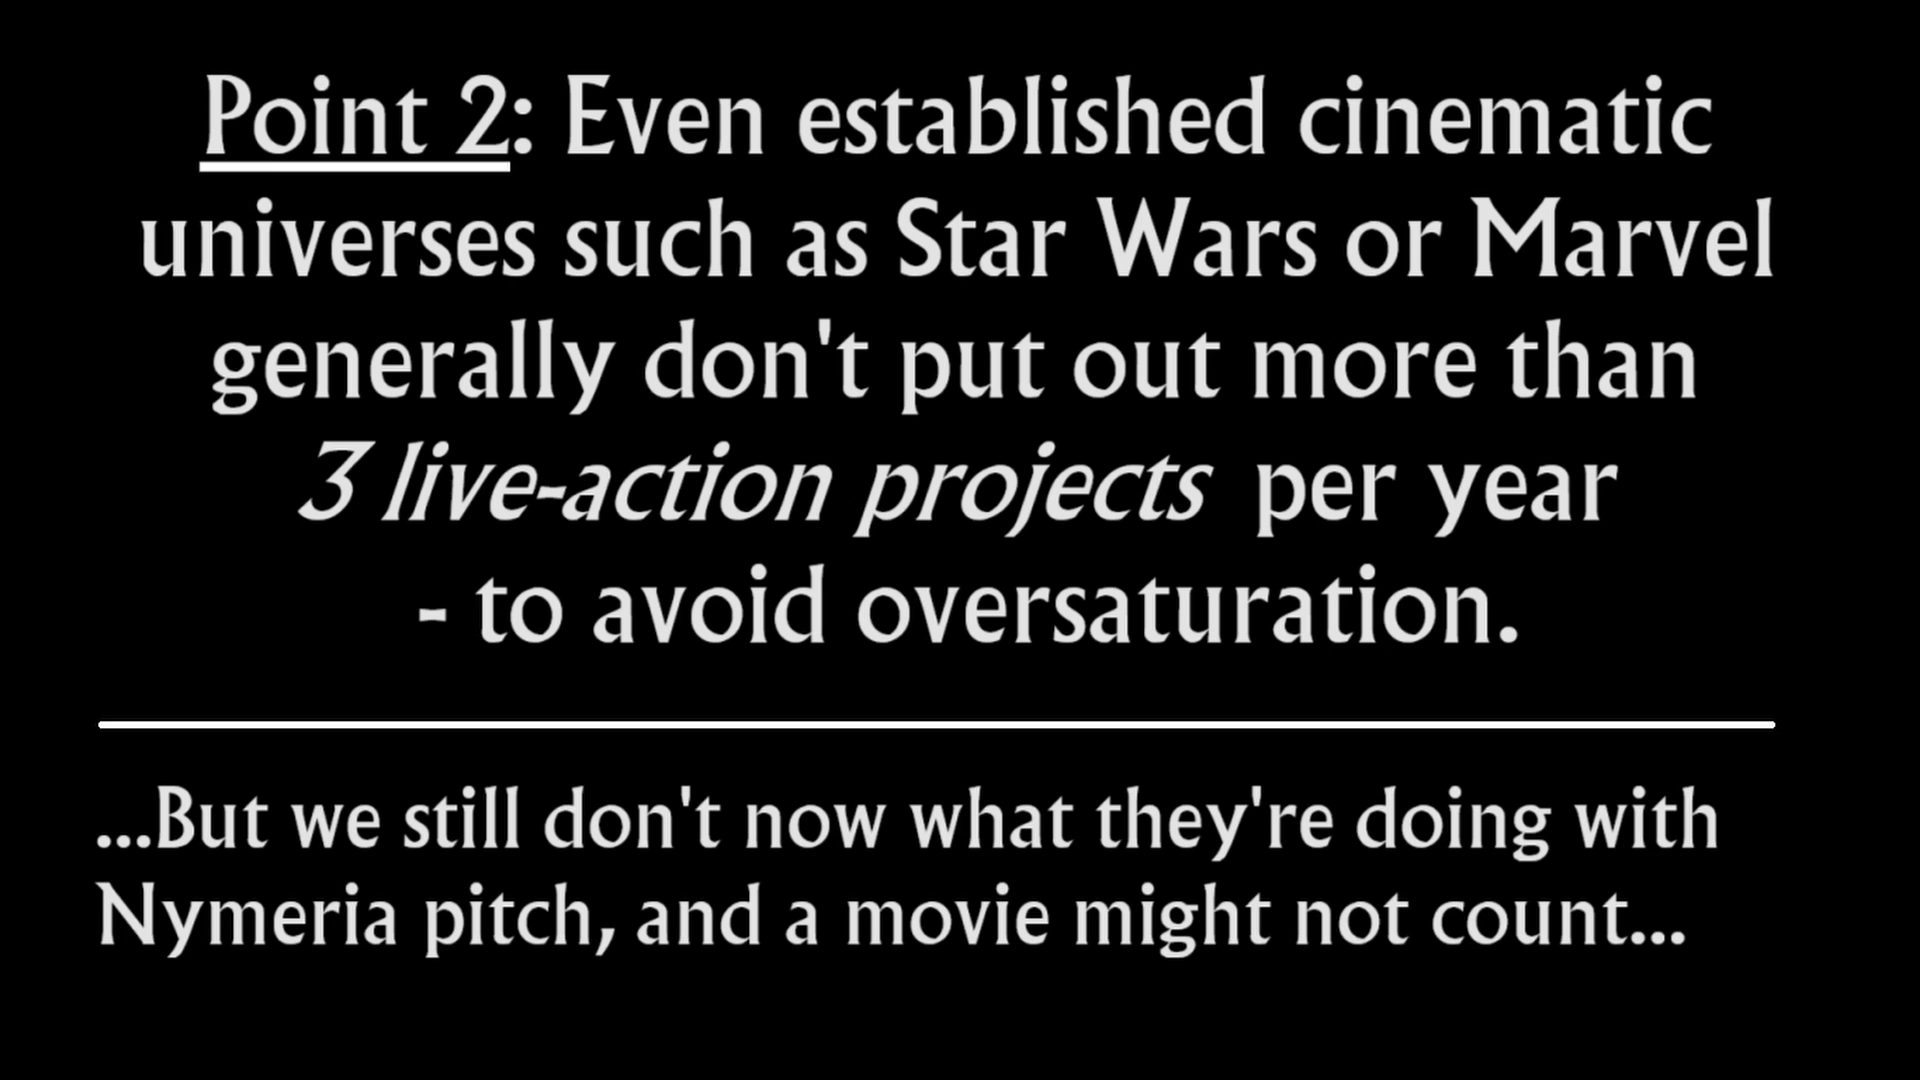 Point 2: Even established cinematic
universes such as Star Wars or Marvel
generally don't put out more than
3 live-action projects per year
- to avoid oversaturation.
...But we still don't now what they're doing with
Nymeria pitch, and a movie might not count...